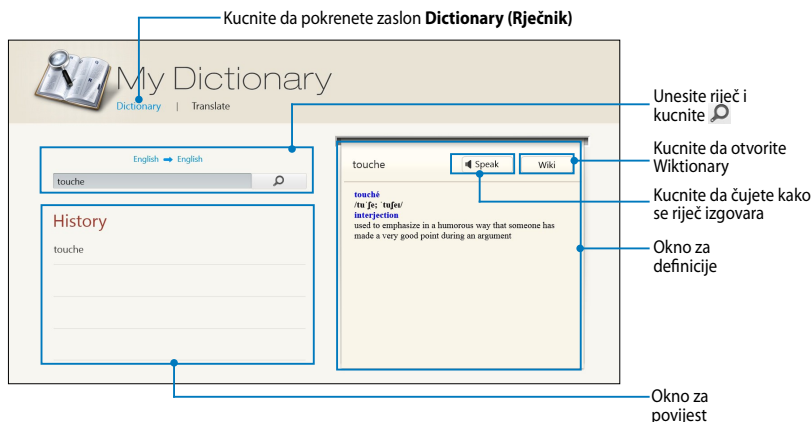 Kucnite da pokrenete zaslon Dictionary (Rječnik)
My Dictionary
Dictionary | Translate
English → English
touche
History
touche
touche
Speak
Wiki
touché
/tuˈʃe; ˈtuʃeɪ/
interjection
used to emphasize in a humorous way that someone has
made a very good point during an argument
Unesite riječ i
kucnite
Kucnite da otvorite
Wiktionary
Kucnite da čujete kako
se riječ izgovara
Okno za
definicije
Okno za
povijest